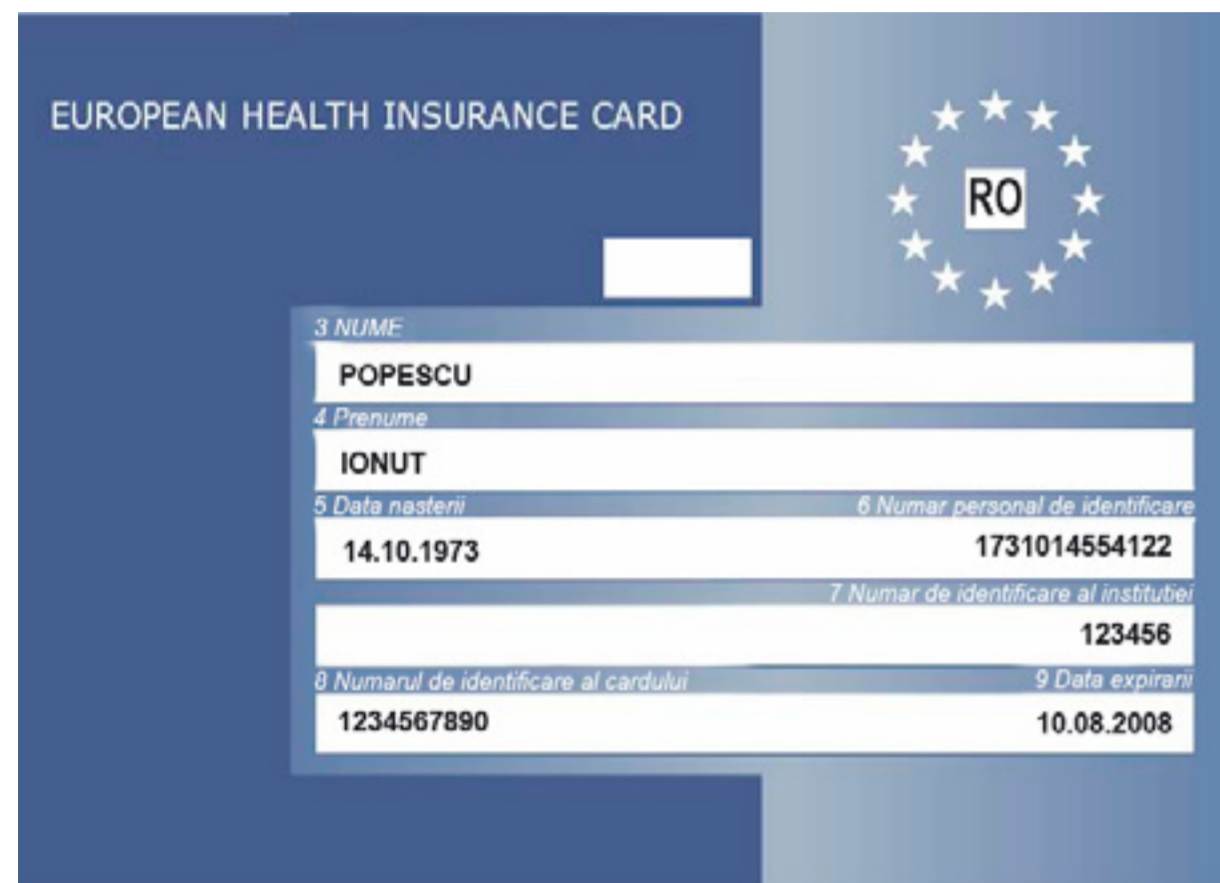 EUROPEAN HEALTH INSURANCE CARD
RO
3 NUME
POPESCU
4 Prenume
IONUT
5 Data nasterii 6 Numar personal de identificare
14.10.1973 1731014554122
7 Numar de identificare al institutiei
123456
8 Numarul de identificare al cardului 9 Data expirarii
1234567890 10.08.2008